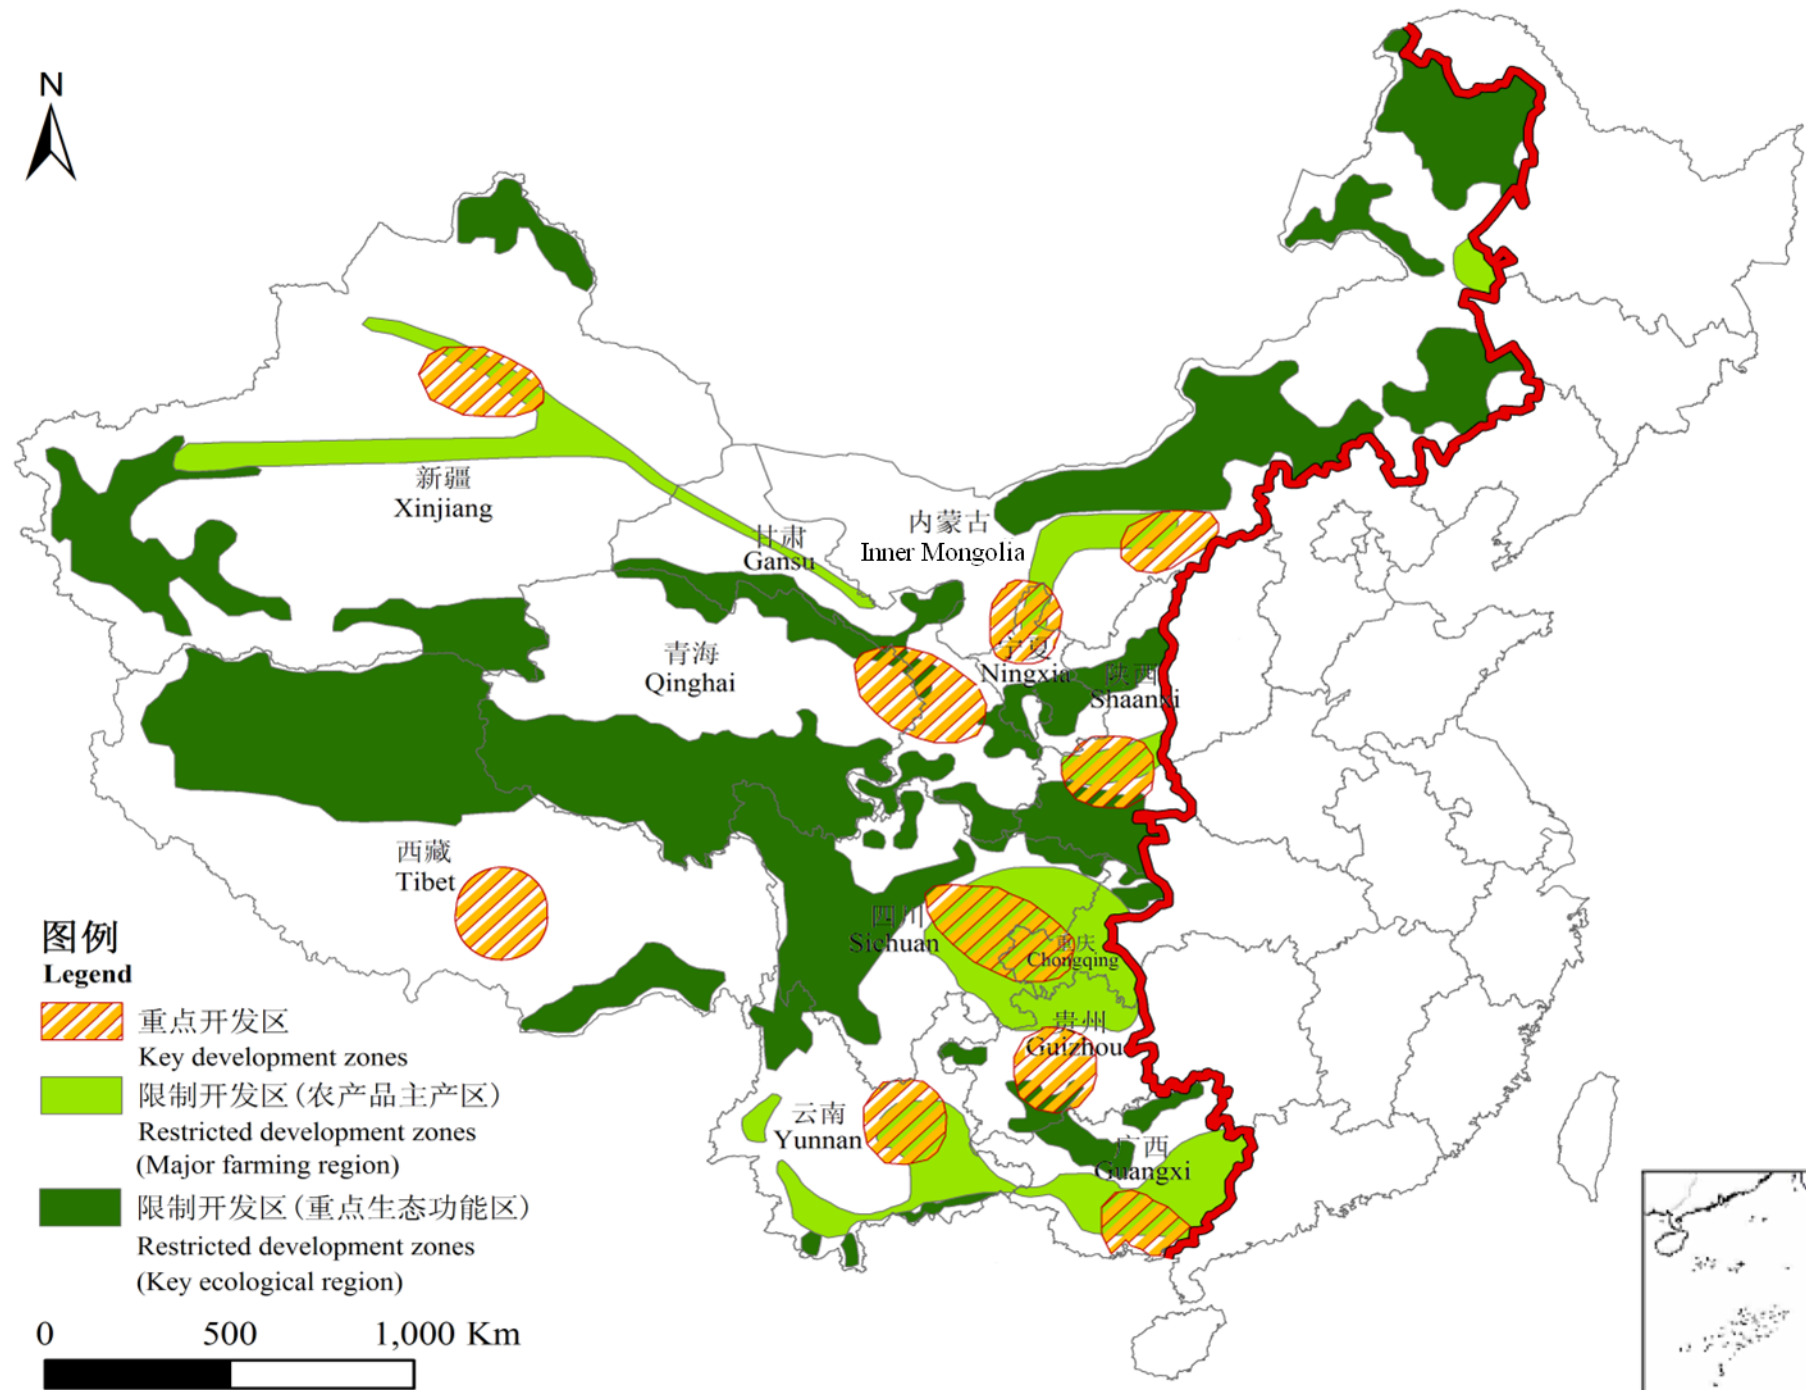 N
新疆
Xinjiang
甘肃
Gansu
内蒙古
Inner Mongolia
青海
Qinghai
宁夏
Ningxia
陕西
Shaanxi
西藏
Tibet
四川
Sichuan
重庆
Chongqing
贵州
Guizhou
云南
Yunnan
广西
Guangxi
图例
Legend
重点开发区
Key development zones
限制开发区(农产品主产区)
Restricted development zones
(Major farming region)
限制开发区(重点生态功能区)
Restricted development zones
(Key ecological region)
0 500 1,000 Km